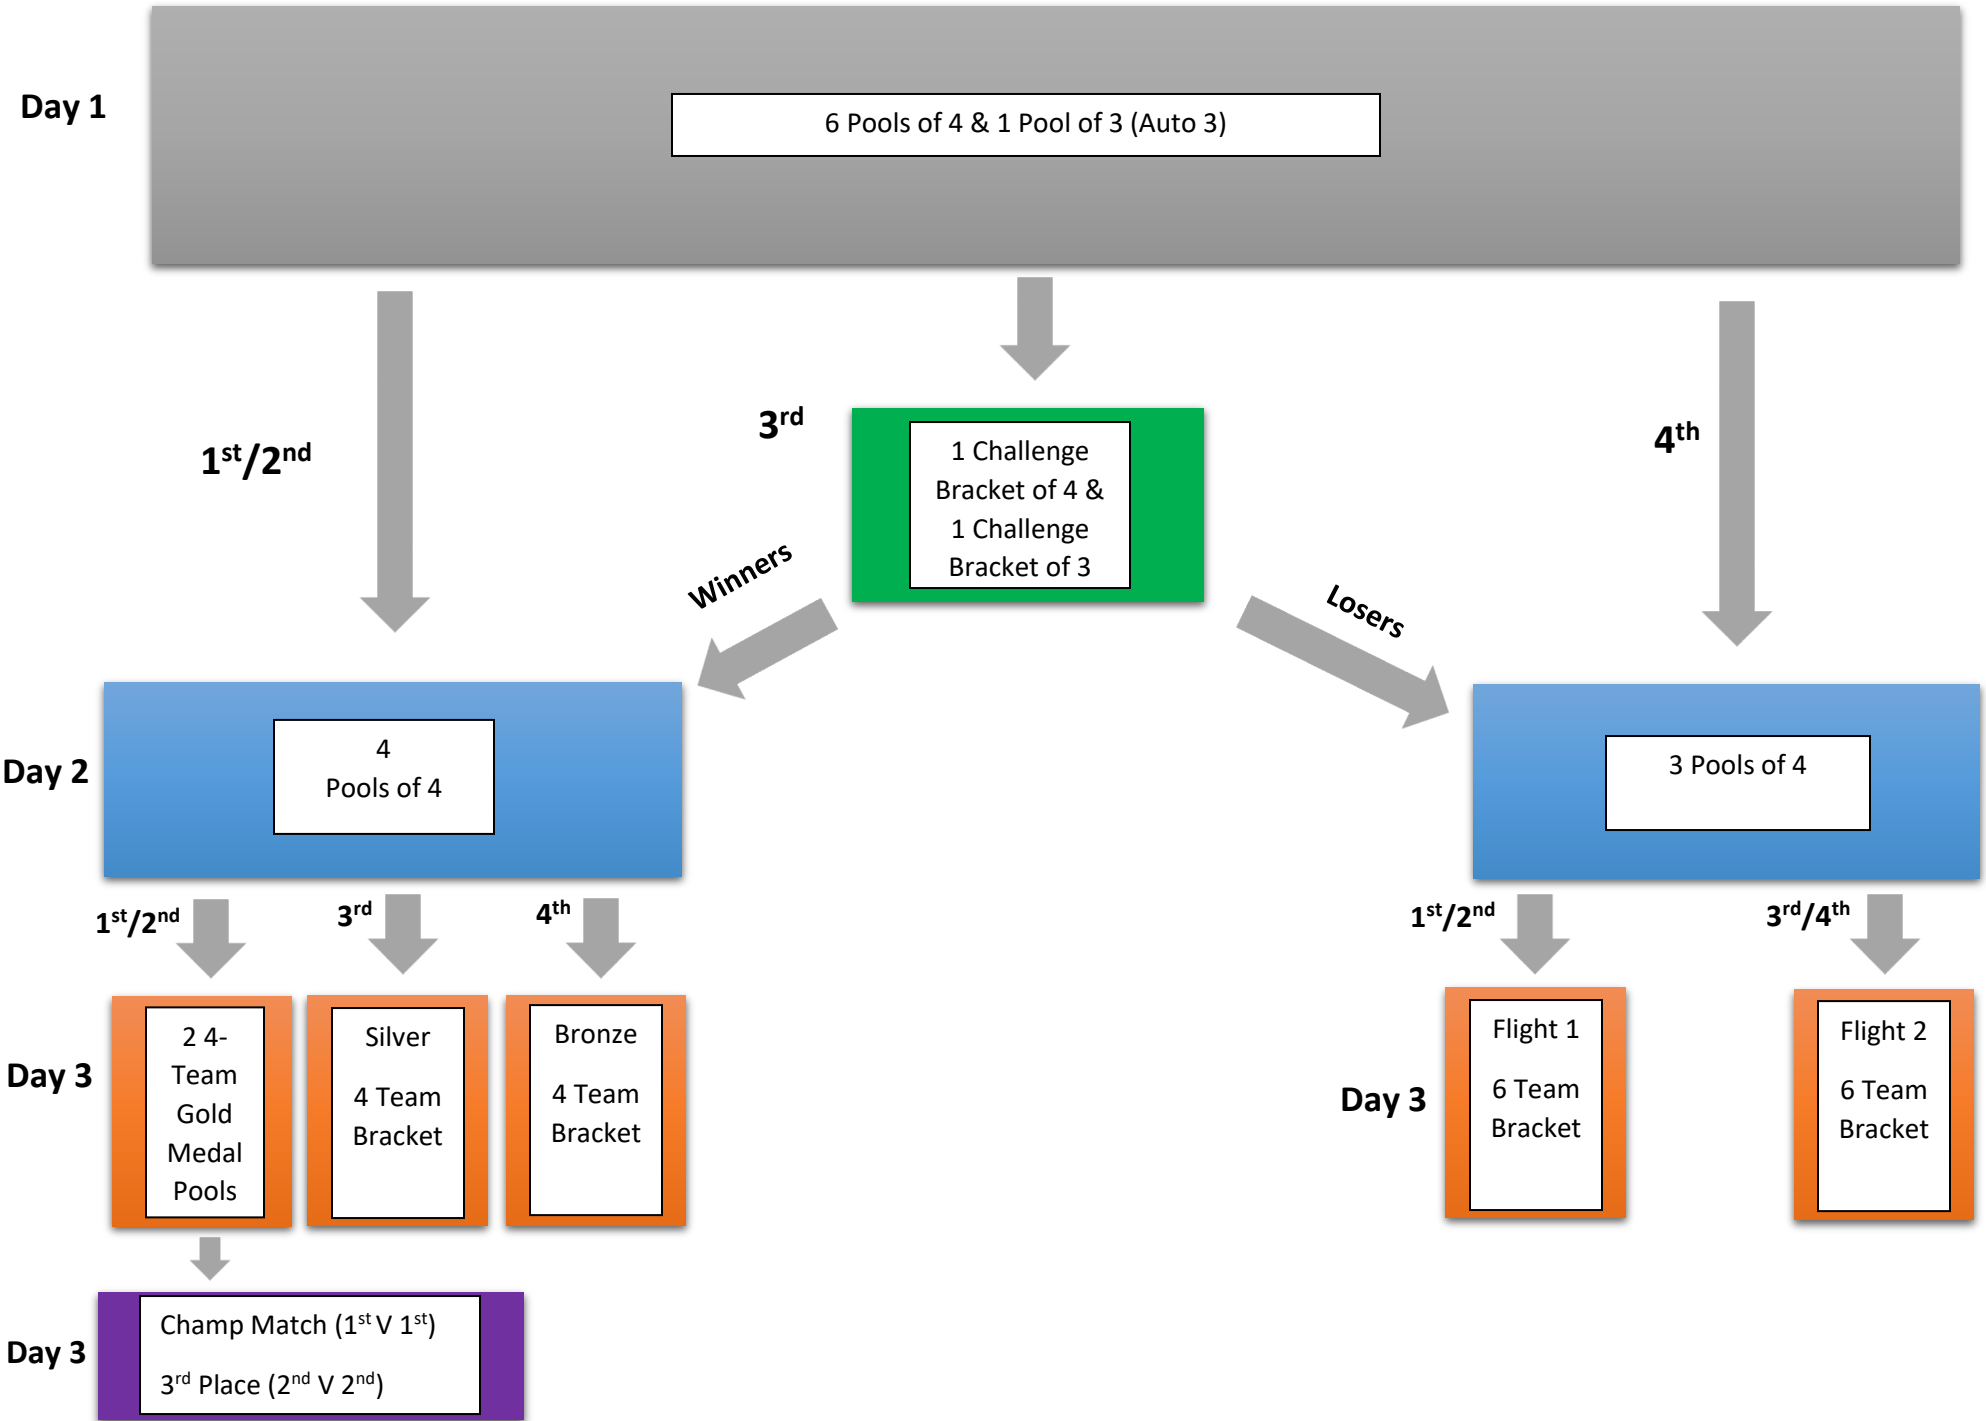 Day 1
6 Pools of 4 & 1 Pool of 3 (Auto 3)
1st/2nd
3rd
4th
1 Challenge
Bracket of 4 &
1 Challenge
Bracket of 3
Winners
Losers
Day 2
4
Pools of 4
3 Pools of 4
1st/2nd
3rd
4th
1st/2nd
3rd/4th
Day 3
2 4-
Team
Gold
Medal
Pools
Silver
4 Team
Bracket
Bronze
4 Team
Bracket
Day 3
Flight 1
6 Team
Bracket
Flight 2
6 Team
Bracket
Day 3
Champ Match (1st V 1st)
3rd Place (2nd V 2nd)